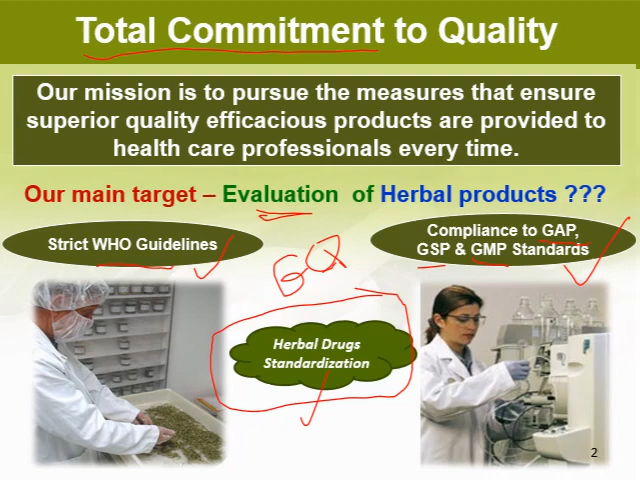 Total Commitment to Quality
Our mission is to pursue the measures that ensure
superior quality efficacious products are provided to
health care professionals every time.
Our main target – Evaluation of Herbal products ???
Strict WHO Guidelines
Compliance to GAP,
GSP & GMP Standards
Herbal Drugs
Standardization
2